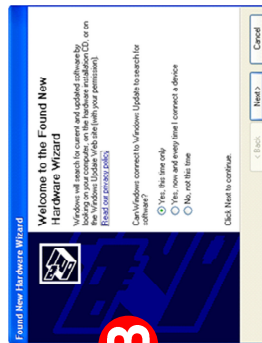 Found New Hardware Wizard
Welcome to the Found New
Hardware Wizard
Windows will search for current and updated software by
looking on your computer, on the hardware installation CD, or on
the Windows Update Web site (with your permission).
Read our privacy policy
Can Windows connect to Windows Update to search for
software?
Yes, this time only
Yes, now and every time I connect a device
No, not this time
Click Next to continue.
< Back
Next >
Cancel